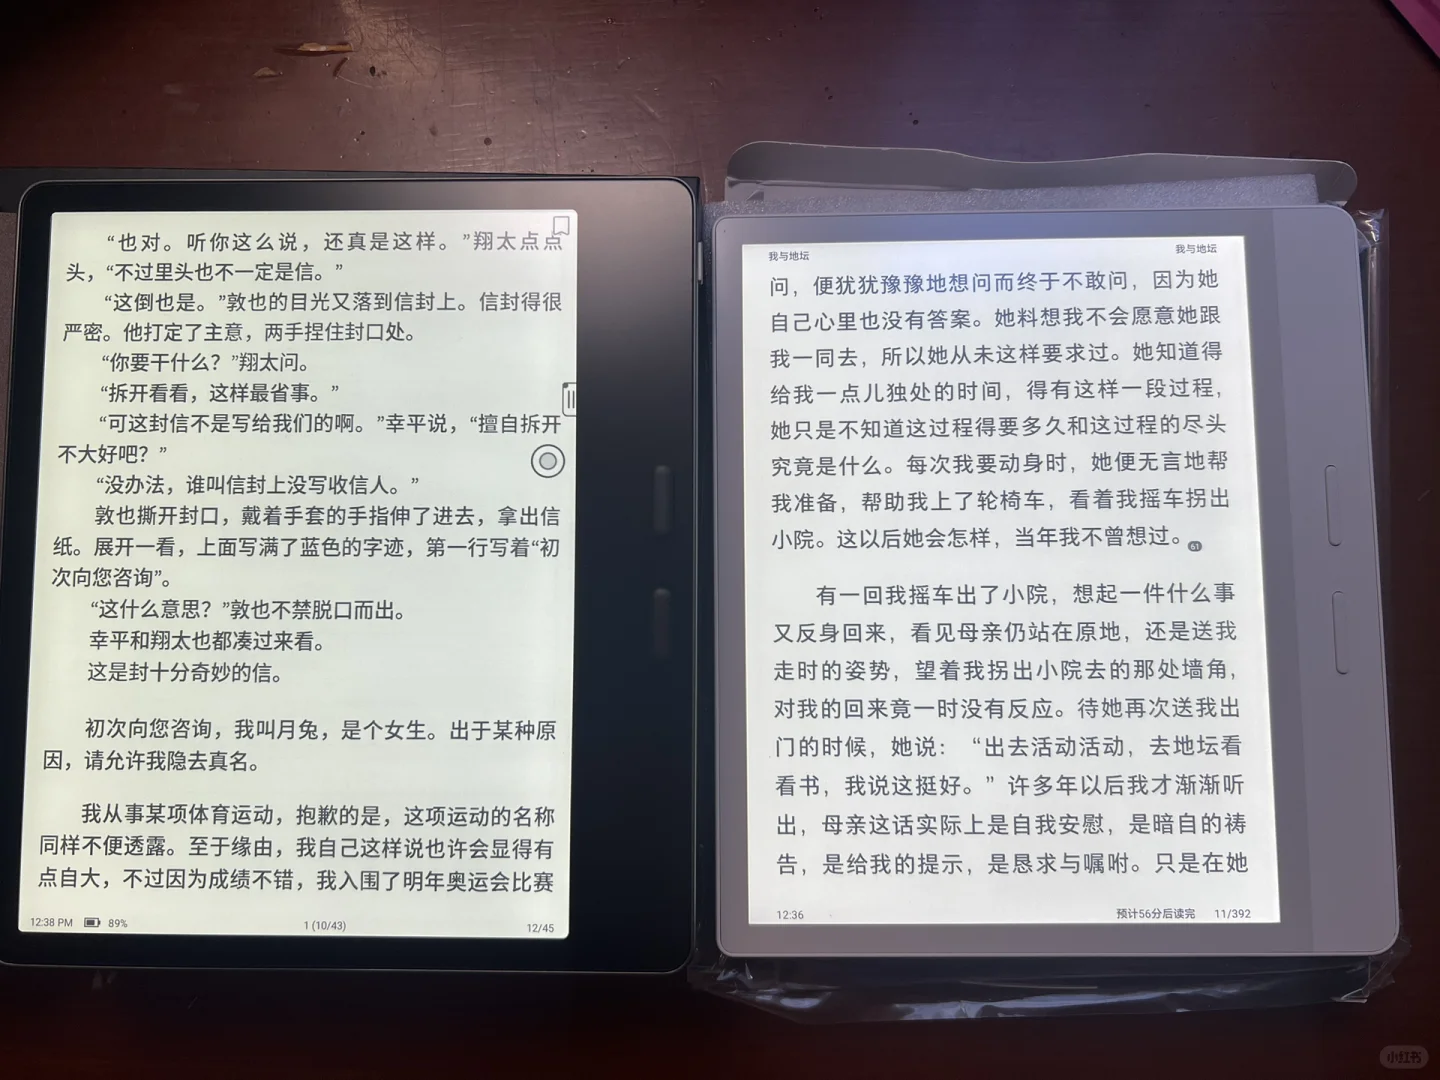 “也对。听你这么说，还真是这样。”翔太点点
头，“不过里头也不一定是信。”
“这倒也是。”敦也的目光又落到信封上。信封得很
严密。他打定了主意，两手捏住封口处。
“你要干什么？”翔太问。
“拆开看看，这样最省事。”
“可这封信不是写给我们的啊。”幸平说，“擅自拆开
不大好吧？”
“没办法，谁叫信封上没写收信人。”
敦也撕开封口，戴着手套的手指伸了进去，拿出信
纸。展开一看，上面写满了蓝色的字迹，第一行写着“初
次向您咨询”。
“这什么意思？”敦也不禁脱口而出。
幸平和翔太也都凑过来看。
这是封十分奇妙的信。
初次向您咨询，我叫月兔，是个女生。出于某种原
因，请允许我隐去真名。
我从事某项体育运动，抱歉的是，这项运动的名称
同样不便透露。至于缘由，我自己这样说也许会显得有
点自大，不过因为成绩不错，我入围了明年奥运会比赛
12:38 PM 89% 1 (10/43) 12/45
我与地坛 我与地坛
问，便犹犹豫豫地想问而终于不敢问，因为她
自己心里也没有答案。她料想我不会愿意她跟
我一同去，所以她从未这样要求过。她知道得
给我一点儿独处的时间，得有这样一段过程，
她只是不知道这过程得要多久和这过程的尽头
究竟是什么。每次我要动身时，她便无言地帮
我准备，帮助我上了轮椅车，看着我摇车拐出
小院。这以后她会怎样，当年我不曾想过。 61
有一回我摇车出了小院，想起一件什么事
又反身回来，看见母亲仍站在原地，还是送我
走时的姿势，望着我拐出小院去的那处墙角，
对我的回来竟一时没有反应。待她再次送我出
门的时候，她说：“出去活动活动，去地坛看
看书，我说这挺好。”许多年以后我才渐渐听
出，母亲这话实际上是自我安慰，是暗自的祷
告，是给我的提示，是恳求与嘱咐。只是在她
12:36 预计56分后读完 11/392
小红书